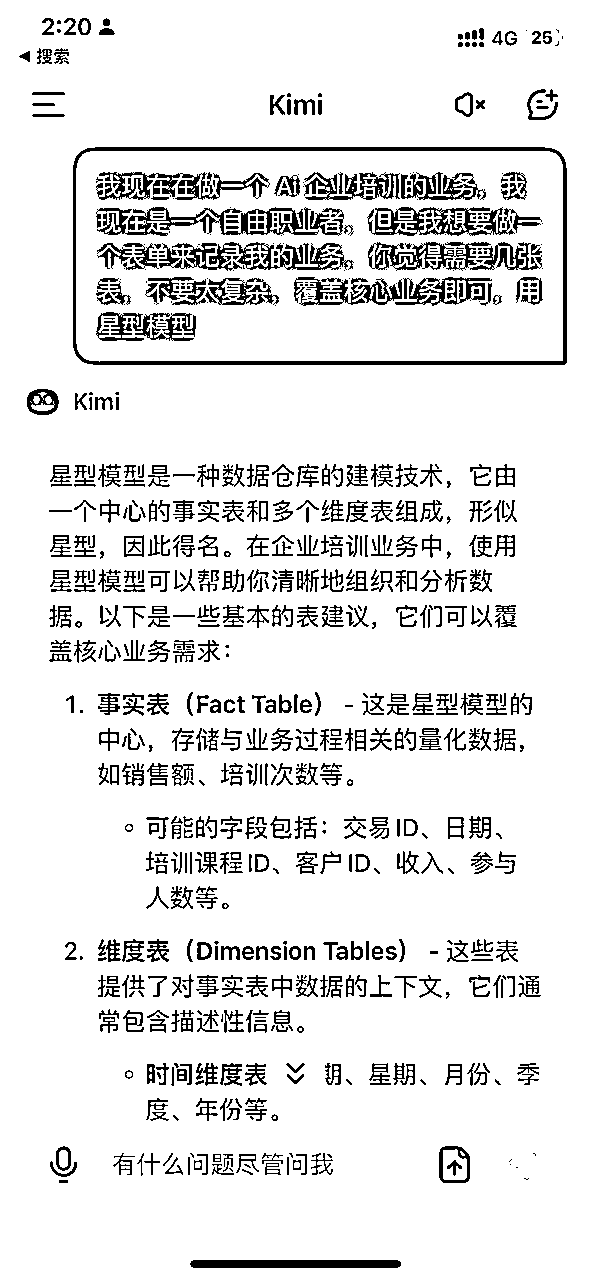 2:20
◀ 搜索
4G 25
Kimi
我现在在做一个 AI 企业培训的业务。我
现在是一个自由职业者。但是我想要做一
个表单来记录我的业务。你觉得需要几张
表。不要太复杂，覆盖核心业务即可。用
星型模型
Kimi
星型模型是一种数据仓库的建模技术，它由
一个中心的事实表和多个维度表组成，形似
星型，因此得名。在企业培训业务中，使用
星型模型可以帮助你清晰地组织和分析数
据。以下是一些基本的表建议，它们可以覆
盖核心业务需求：
1. 事实表（Fact Table） - 这是星型模型的
中心，存储与业务过程相关的量化数据，
如销售额、培训次数等。
◦ 可能的字段包括：交易ID、日期、
培训课程ID、客户ID、收入、参与
人数等。
2. 维度表（Dimension Tables） - 这些表
提供了对事实表中数据的上下文，它们通
常包含描述性信息。
◦ 时间维度表 期、星期、月份、季
度、年份等。
有什么问题尽管问我